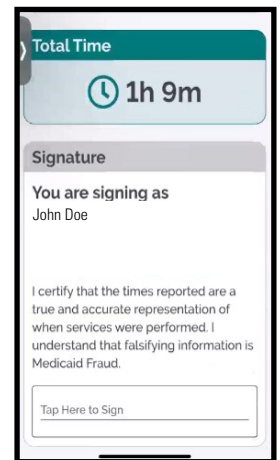 Total Time
1h 9m
Signature
You are signing as
John Doe
I certify that the times reported are a
true and accurate representation of
when services were performed. I
understand that falsifying information is
Medicaid Fraud.
Tap Here to Sign